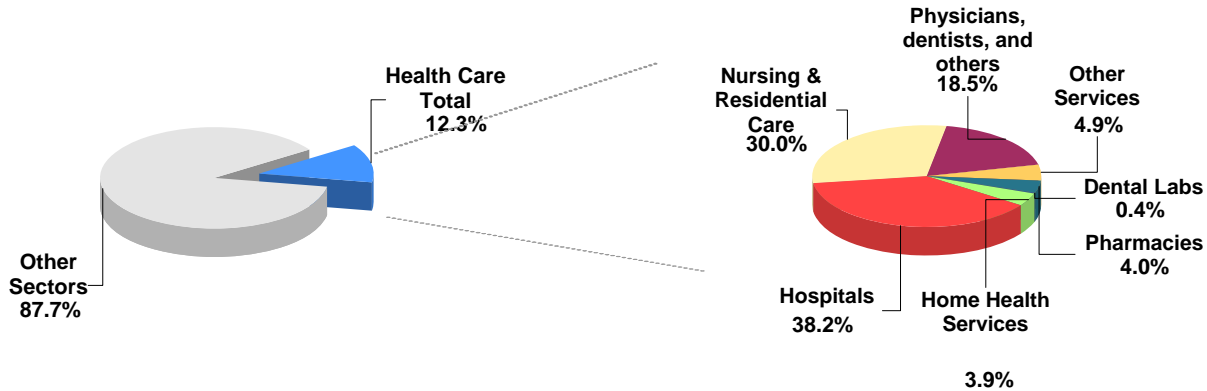 Health Care
Total
12.3%
Other
Sectors
87.7%
Physicians,
dentists, and
others
18.5%
Nursing &
Residential
Care
30.0%
Other
Services
4.9%
Dental Labs
0.4%
Pharmacies
4.0%
Hospitals
38.2%
Home Health
Services
3.9%